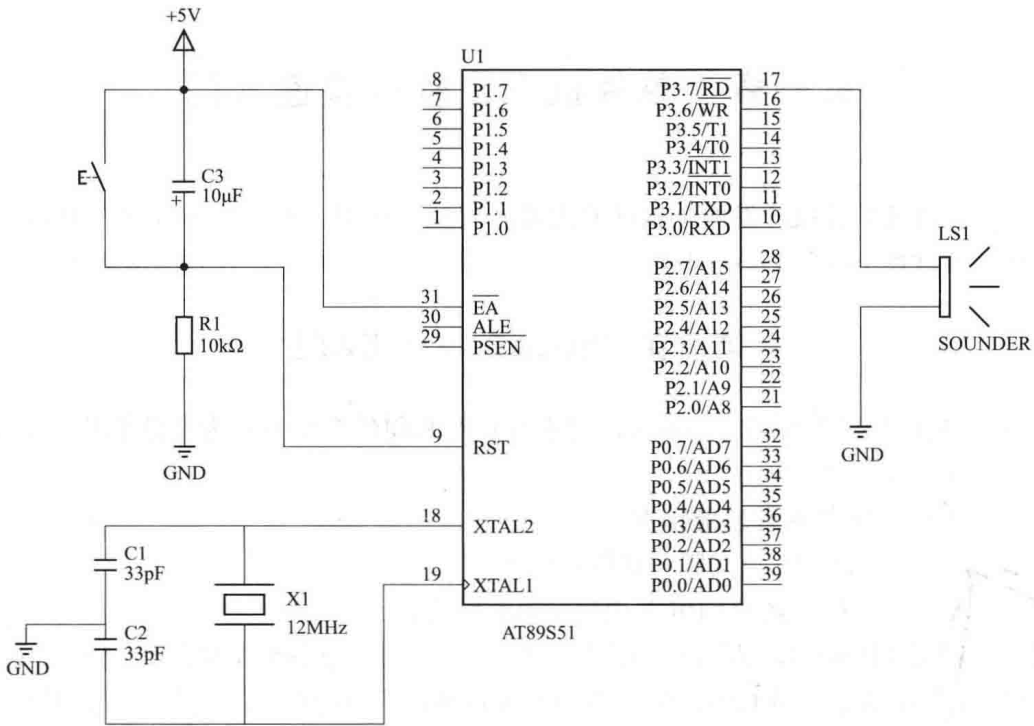 +5V
U1
C3
10μF
+
R1
10kΩ
GND
8 P1.7
7 P1.6
6 P1.5
5 P1.4
4 P1.3
3 P1.2
2 P1.1
1 P1.0
31 EA
30 ALE
29 PSEN
9 RST
18 XTAL2
19 XTAL1
P3.7/RD 17
P3.6/WR 16
P3.5/T1 15
P3.4/T0 14
P3.3/INT1 13
P3.2/INT0 12
P3.1/TXD 11
P3.0/RXD 10
P2.7/A15 28
P2.6/A14 27
P2.5/A13 26
P2.4/A12 25
P2.3/A11 24
P2.2/A10 23
P2.1/A9 22
P2.0/A8 21
P0.7/AD7 32
P0.6/AD6 33
P0.5/AD5 34
P0.4/AD4 35
P0.3/AD3 36
P0.2/AD2 37
P0.1/AD1 38
P0.0/AD0 39
AT89S51
LS1
SOUNDER
GND
C1
33pF
C2
33pF
GND
X1
12MHz